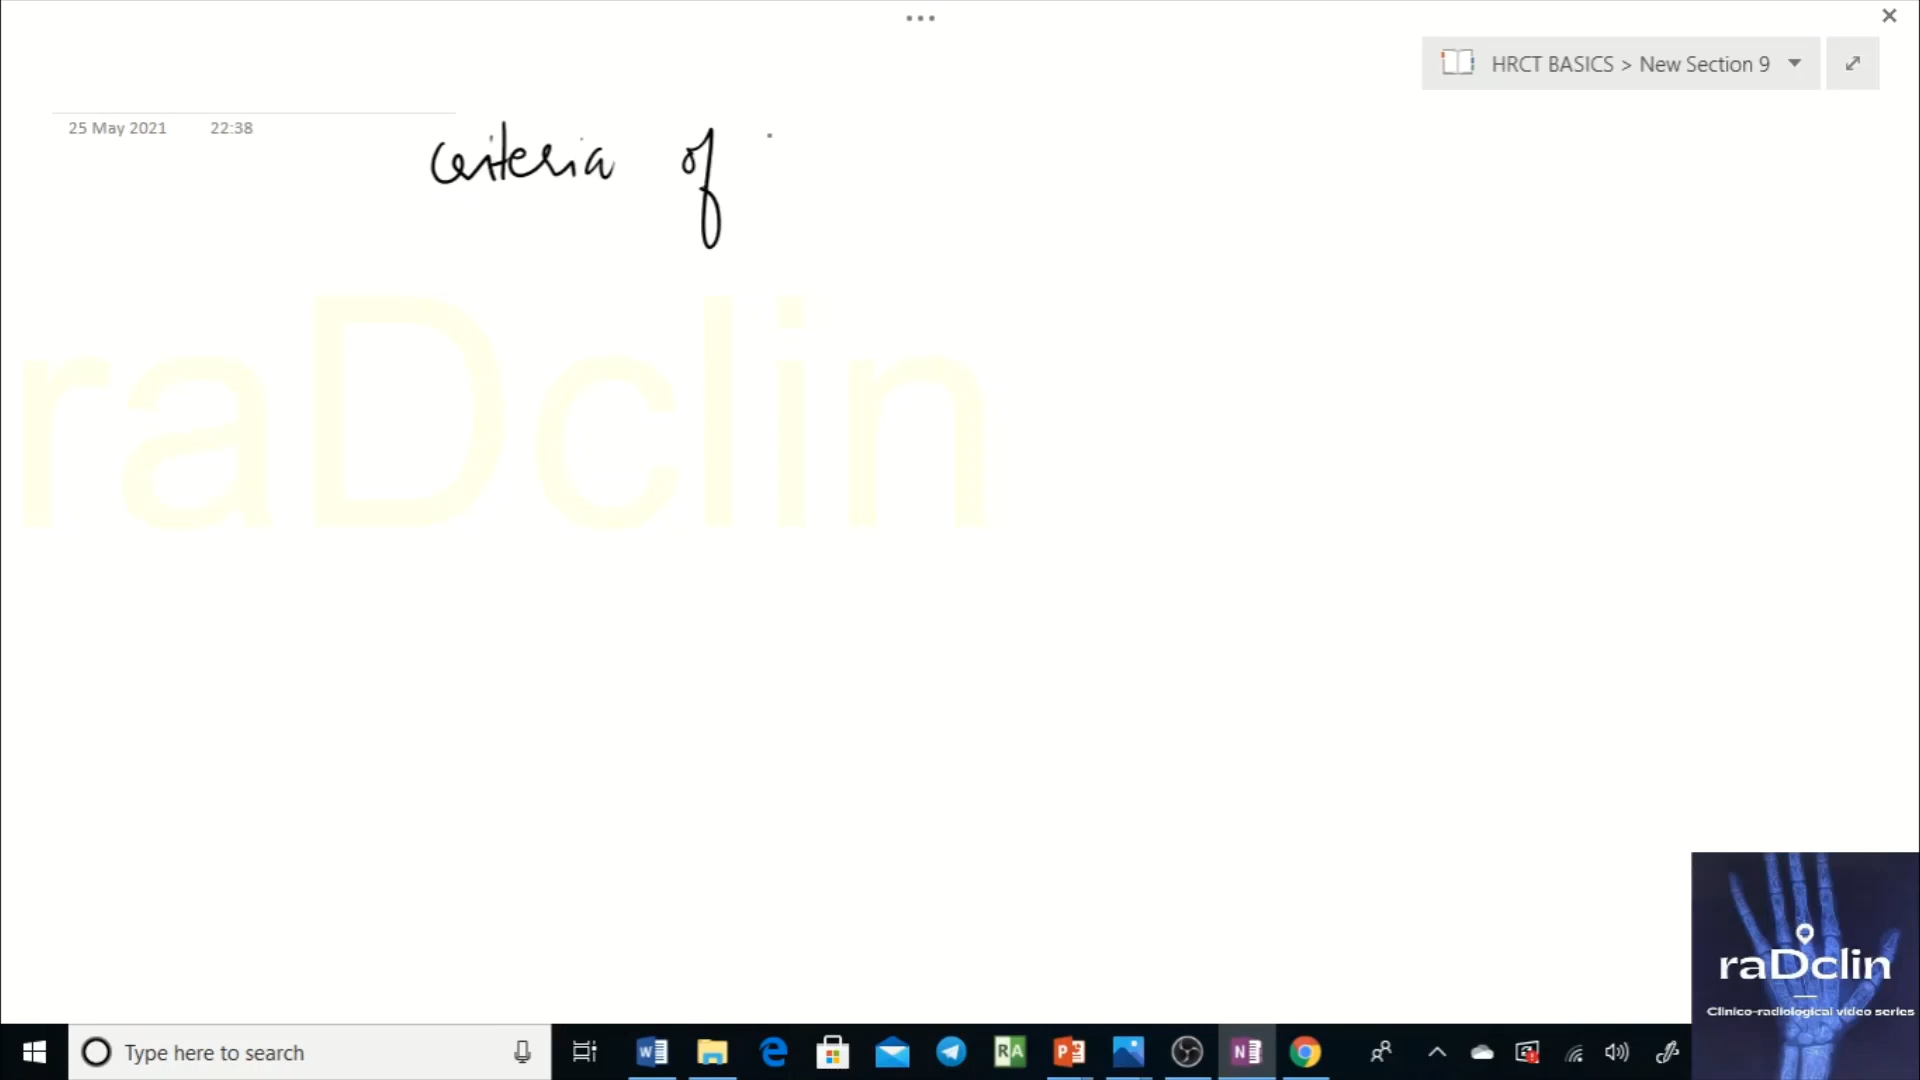 HRCT BASICS > New Section 9
25 May 2021 22:38
criteria of
raDclin
raDclin
Clinico-radiological video series
Type here to search